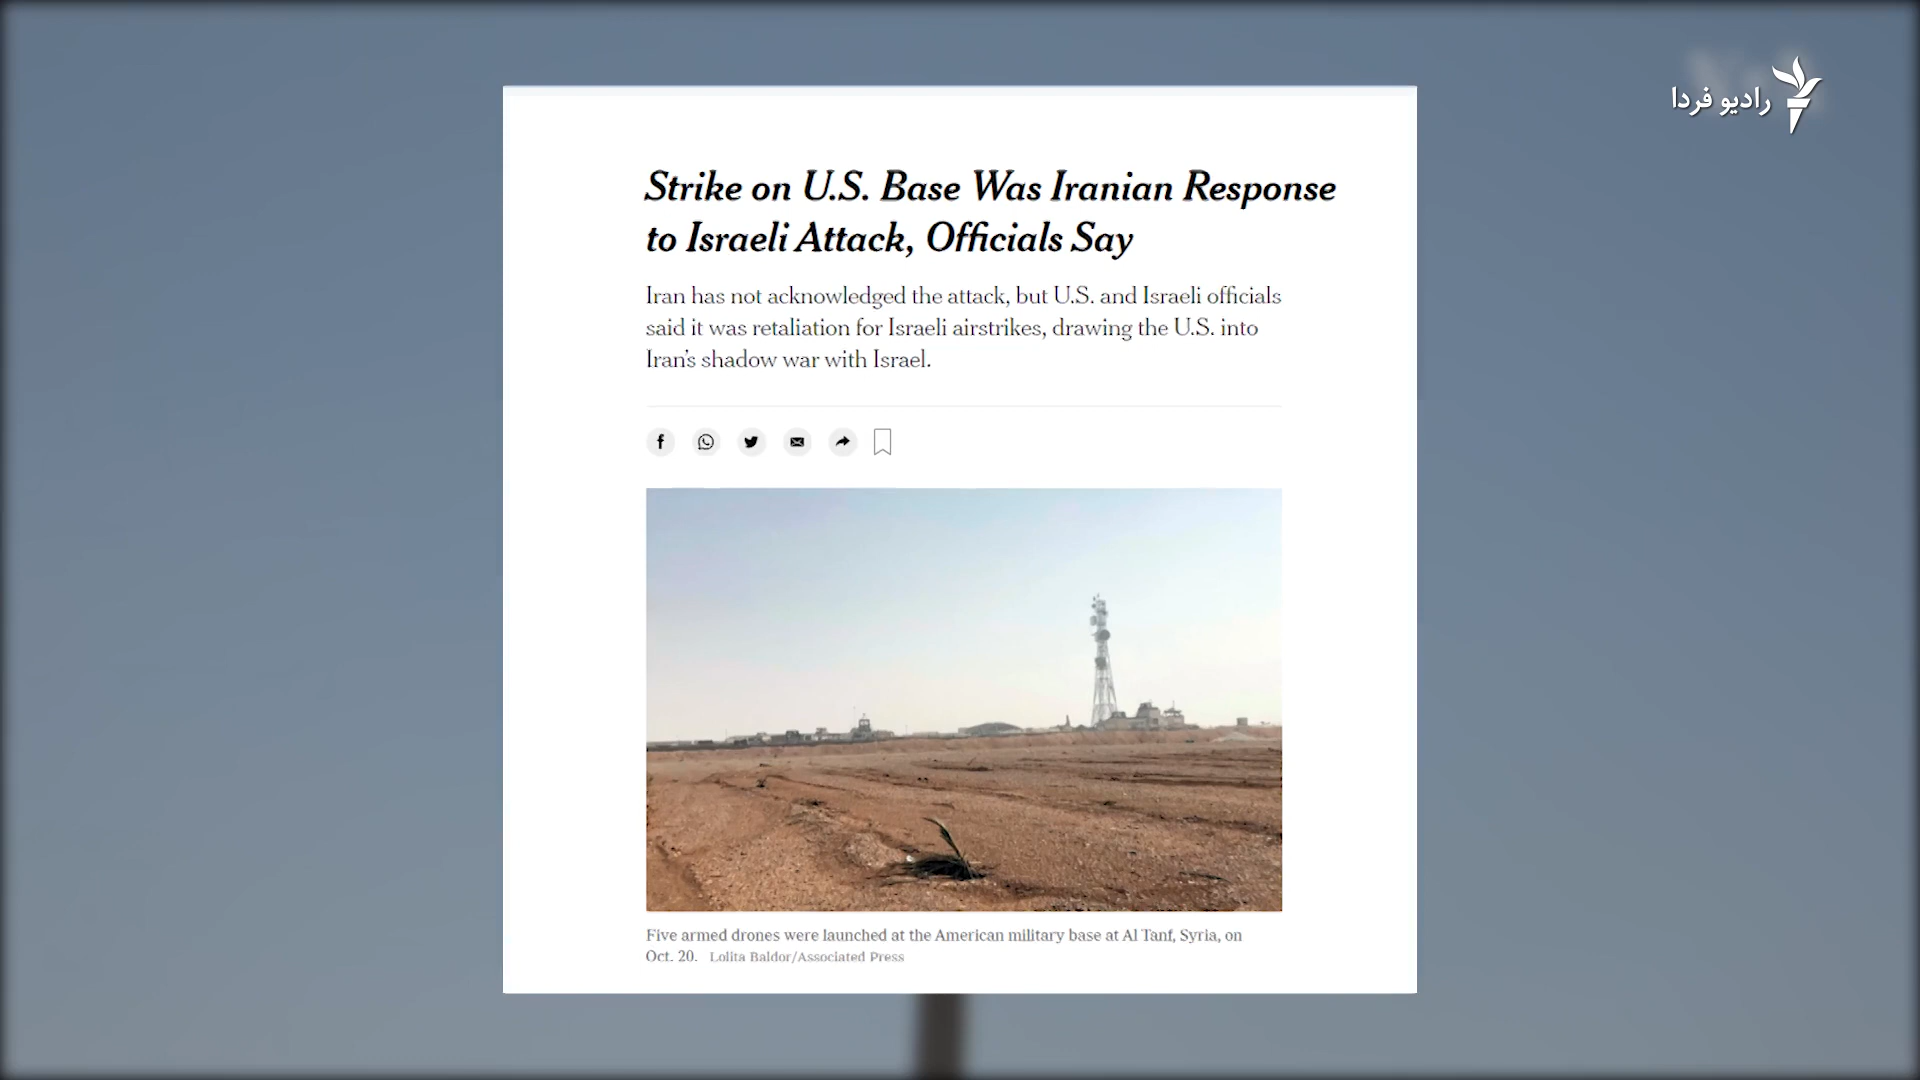 رادیو فردا
Strike on U.S. Base Was Iranian Response
to Israeli Attack, Officials Say
Iran has not acknowledged the attack, but U.S. and Israeli officials
said it was retaliation for Israeli airstrikes, drawing the U.S. into
Iran’s shadow war with Israel.
Five armed drones were launched at the American military base at Al Tanf, Syria, on
Oct. 20. Lolita Baldor/Associated Press